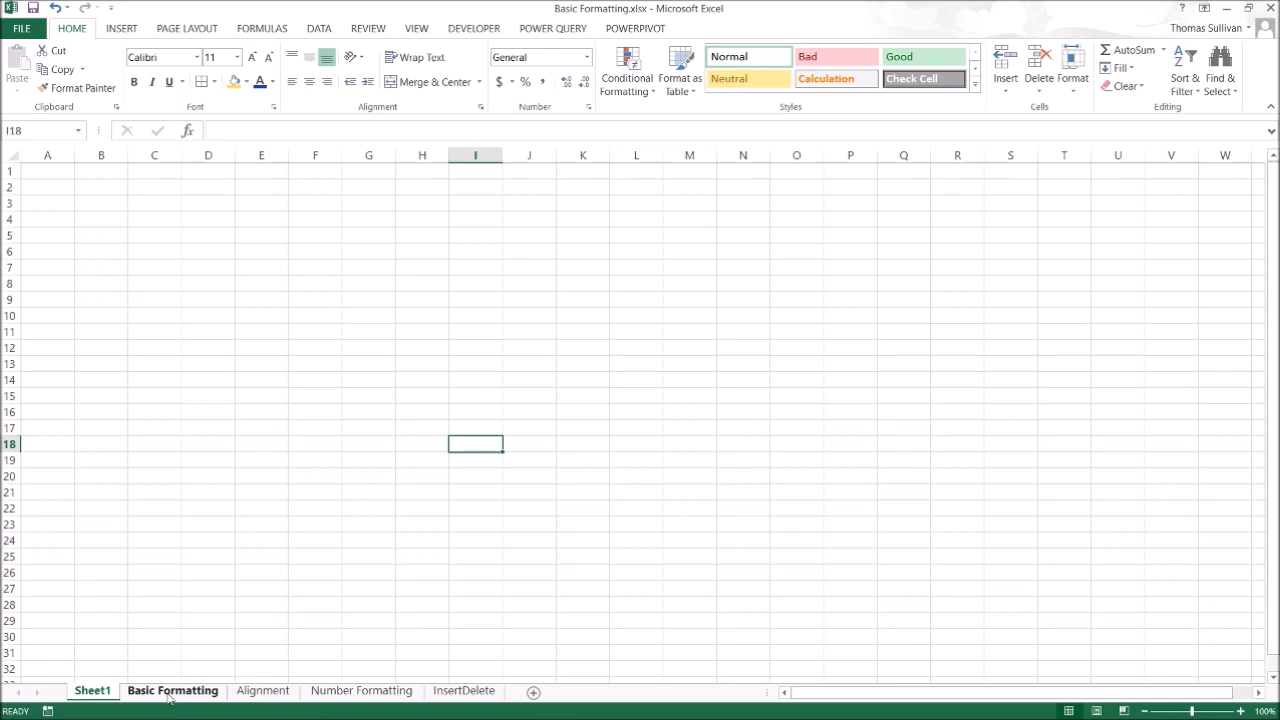 Basic Formatting.xlsx - Microsoft Excel
FILE HOME INSERT PAGE LAYOUT FORMULAS DATA REVIEW VIEW DEVELOPER POWER QUERY POWERPIVOT Thomas Sullivan
Paste
Cut
Copy
Format Painter
Clipboard
Calibri 11
B I U
Font
Wrap Text
Merge & Center
Alignment
General
$ % ,
Number
Conditional
Formatting
Format as
Table
Normal Bad Good
Neutral Calculation Check Cell
Styles
Insert Delete Format
Cells
AutoSum
Fill
Clear
Sort &
Filter
Find &
Select
Editing
I18 fx
A B C D E F G H I J K L M N O P Q R S T U V W
1
2
3
4
5
6
7
8
9
10
11
12
13
14
15
16
17
18
19
20
21
22
23
24
25
26
27
28
29
30
31
32
Sheet1 Basic Formatting Alignment Number Formatting InsertDelete
READY 100%